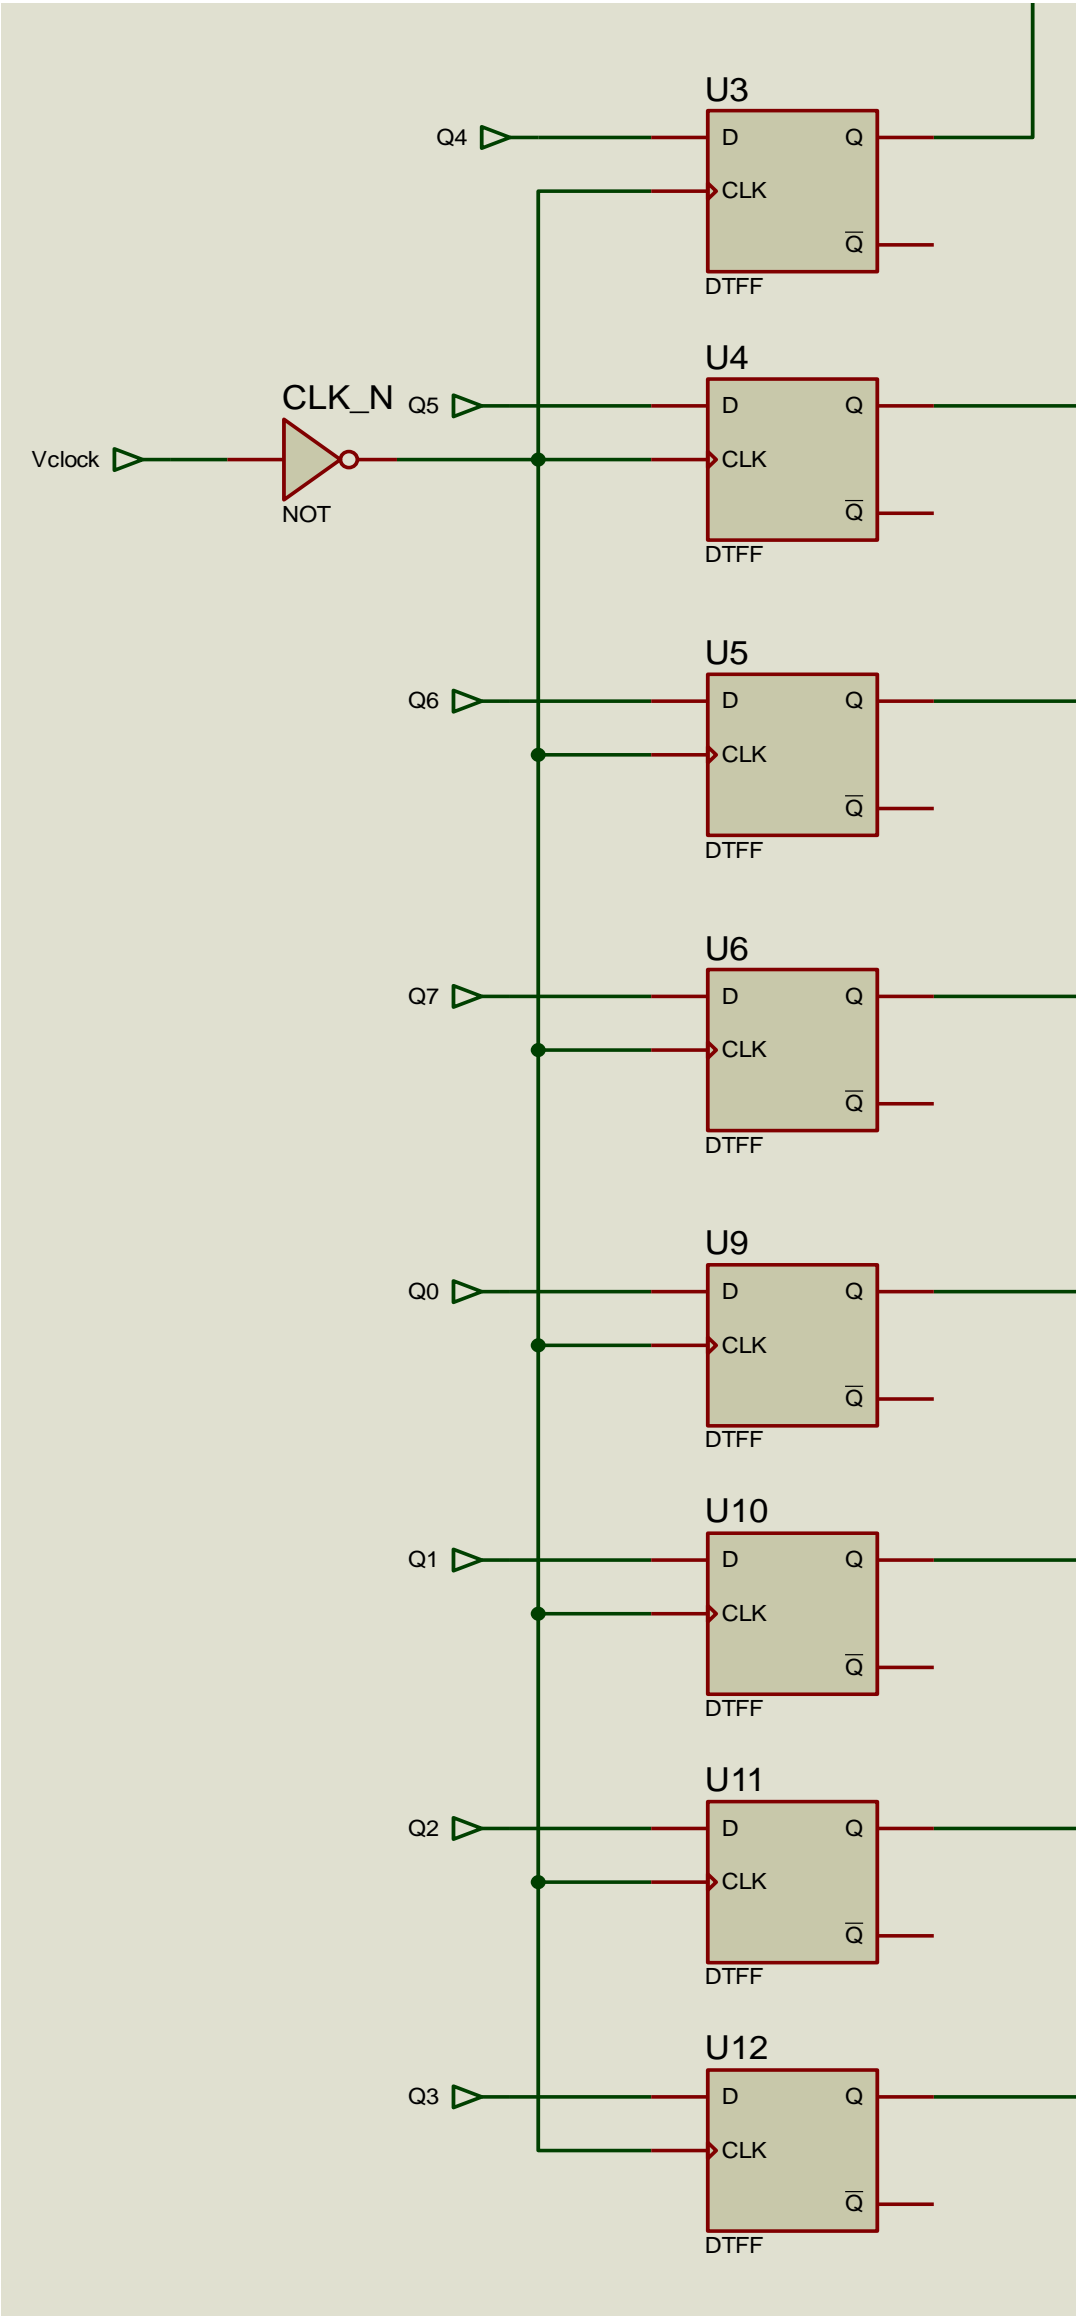 U3
Q4
D Q
CLK
Q
DTFF
U4
CLK_N
Q5
D Q
Vclock
CLK
NOT
Q
DTFF
U5
Q6
D Q
CLK
Q
DTFF
U6
Q7
D Q
CLK
Q
DTFF
U9
Q0
D Q
CLK
Q
DTFF
U10
Q1
D Q
CLK
Q
DTFF
U11
Q2
D Q
CLK
Q
DTFF
U12
Q3
D Q
CLK
Q
DTFF